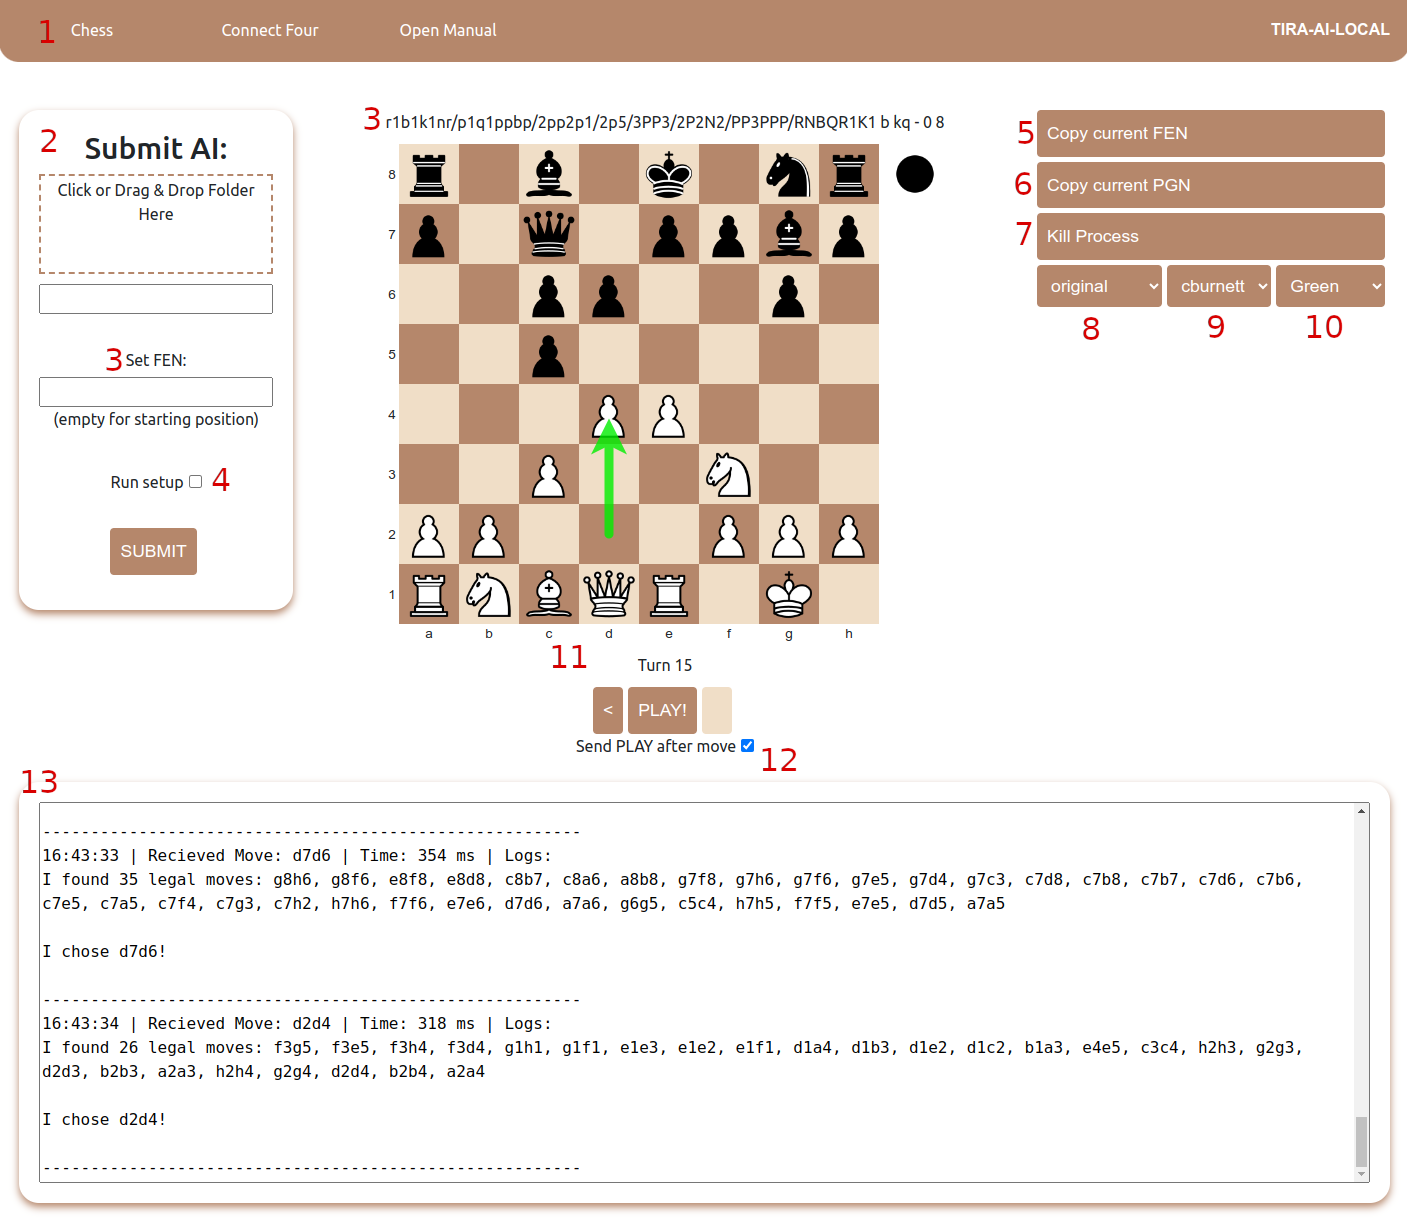 1 Chess Connect Four Open Manual TIRA-AI-LOCAL
2 Submit AI:
Click or Drag & Drop Folder
Here
3 Set FEN:
(empty for starting position)
Run setup 4
SUBMIT
3 r1b1k1nr/p1q1ppbp/2pp2p1/2p5/3PP3/2P2N2/PP3PPP/RNBQR1K1 b kq - 0 8
8
7
6
5
4
3
2
1
a b c d e f g h
11 Turn 15
< PLAY!
Send PLAY after move 12
5 Copy current FEN
6 Copy current PGN
7 Kill Process
original cburnett Green
8 9 10
13
--------------------------------------------------------
16:43:33 | Recieved Move: d7d6 | Time: 354 ms | Logs:
I found 35 legal moves: g8h6, g8f6, e8f8, e8d8, c8b7, c8a6, a8b8, g7f8, g7h6, g7f6, g7e5, g7d4, g7c3, c7d8, c7b8, c7b7, c7d6, c7b6,
c7e5, c7a5, c7f4, c7g3, c7h2, h7h6, f7f6, e7e6, d7d6, a7a6, g6g5, c5c4, h7h5, f7f5, e7e5, d7d5, a7a5
I chose d7d6!
--------------------------------------------------------
16:43:34 | Recieved Move: d2d4 | Time: 318 ms | Logs:
I found 26 legal moves: f3g5, f3e5, f3h4, f3d4, g1h1, g1f1, e1e3, e1e2, e1f1, d1a4, d1b3, d1e2, d1c2, b1a3, e4e5, c3c4, h2h3, g2g3,
d2d3, b2b3, a2a3, h2h4, g2g4, d2d4, b2b4, a2a4
I chose d2d4!
--------------------------------------------------------